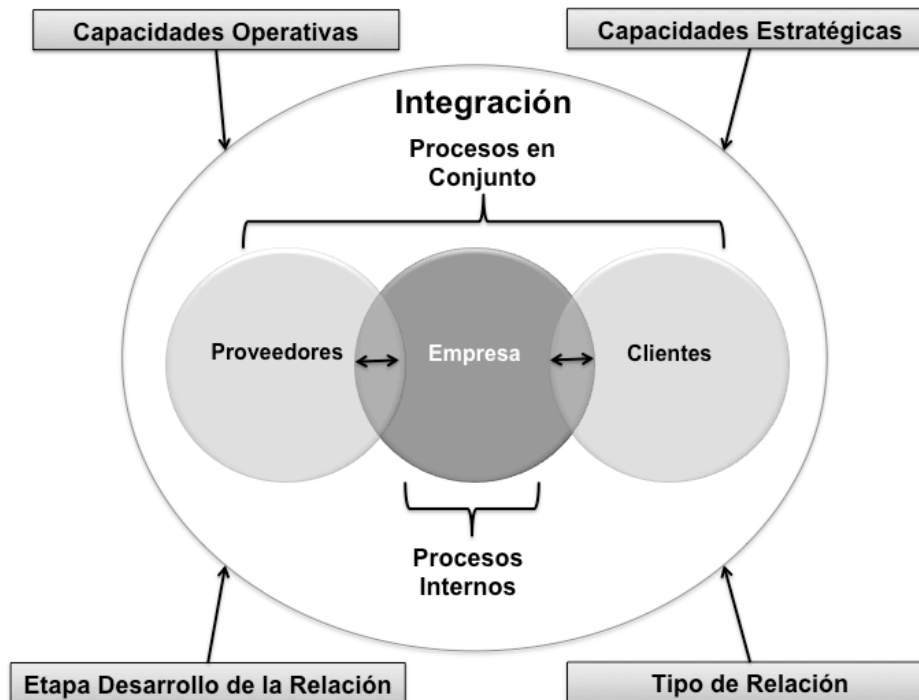 Capacidades Operativas
Capacidades Estratégicas
Integración
Procesos en
Conjunto
Proveedores
Empresa
Clientes
Procesos
Internos
Etapa Desarrollo de la Relación
Tipo de Relación